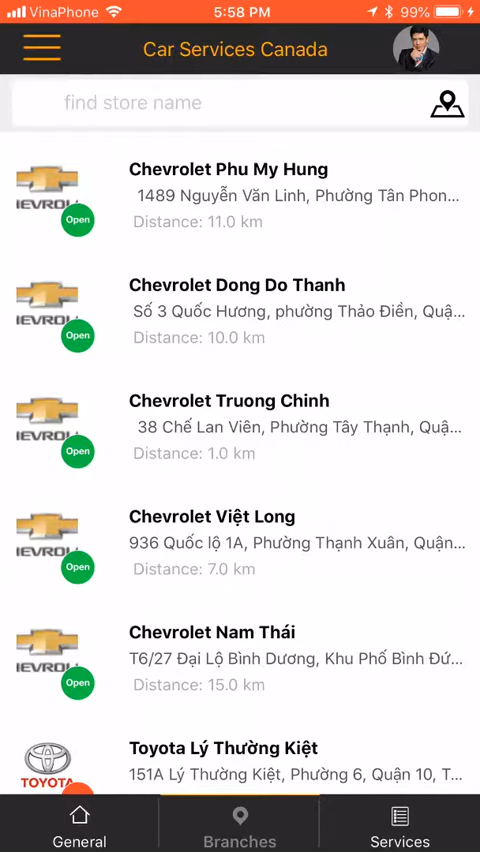 VinaPhone 5:58 PM 99%
Car Services Canada
find store name
Chevrolet Phu My Hung
1489 Nguyễn Văn Linh, Phường Tân Phon...
IEVROL
Open
Distance: 11.0 km
Chevrolet Dong Do Thanh
Số 3 Quốc Hương, phường Thảo Điền, Quậ...
IEVROL
Open
Distance: 10.0 km
Chevrolet Truong Chinh
38 Chế Lan Viên, Phường Tây Thạnh, Quậ...
IEVROL
Open
Distance: 1.0 km
Chevrolet Việt Long
936 Quốc lộ 1A, Phường Thạnh Xuân, Quận...
IEVROL
Open
Distance: 7.0 km
Chevrolet Nam Thái
T6/27 Đại Lộ Bình Dương, Khu Phố Bình Đứ...
IEVROL
Open
Distance: 15.0 km
Toyota Lý Thường Kiệt
151A Lý Thường Kiệt, Phường 6, Quận 10, T...
TOYOTA
General Branches Services